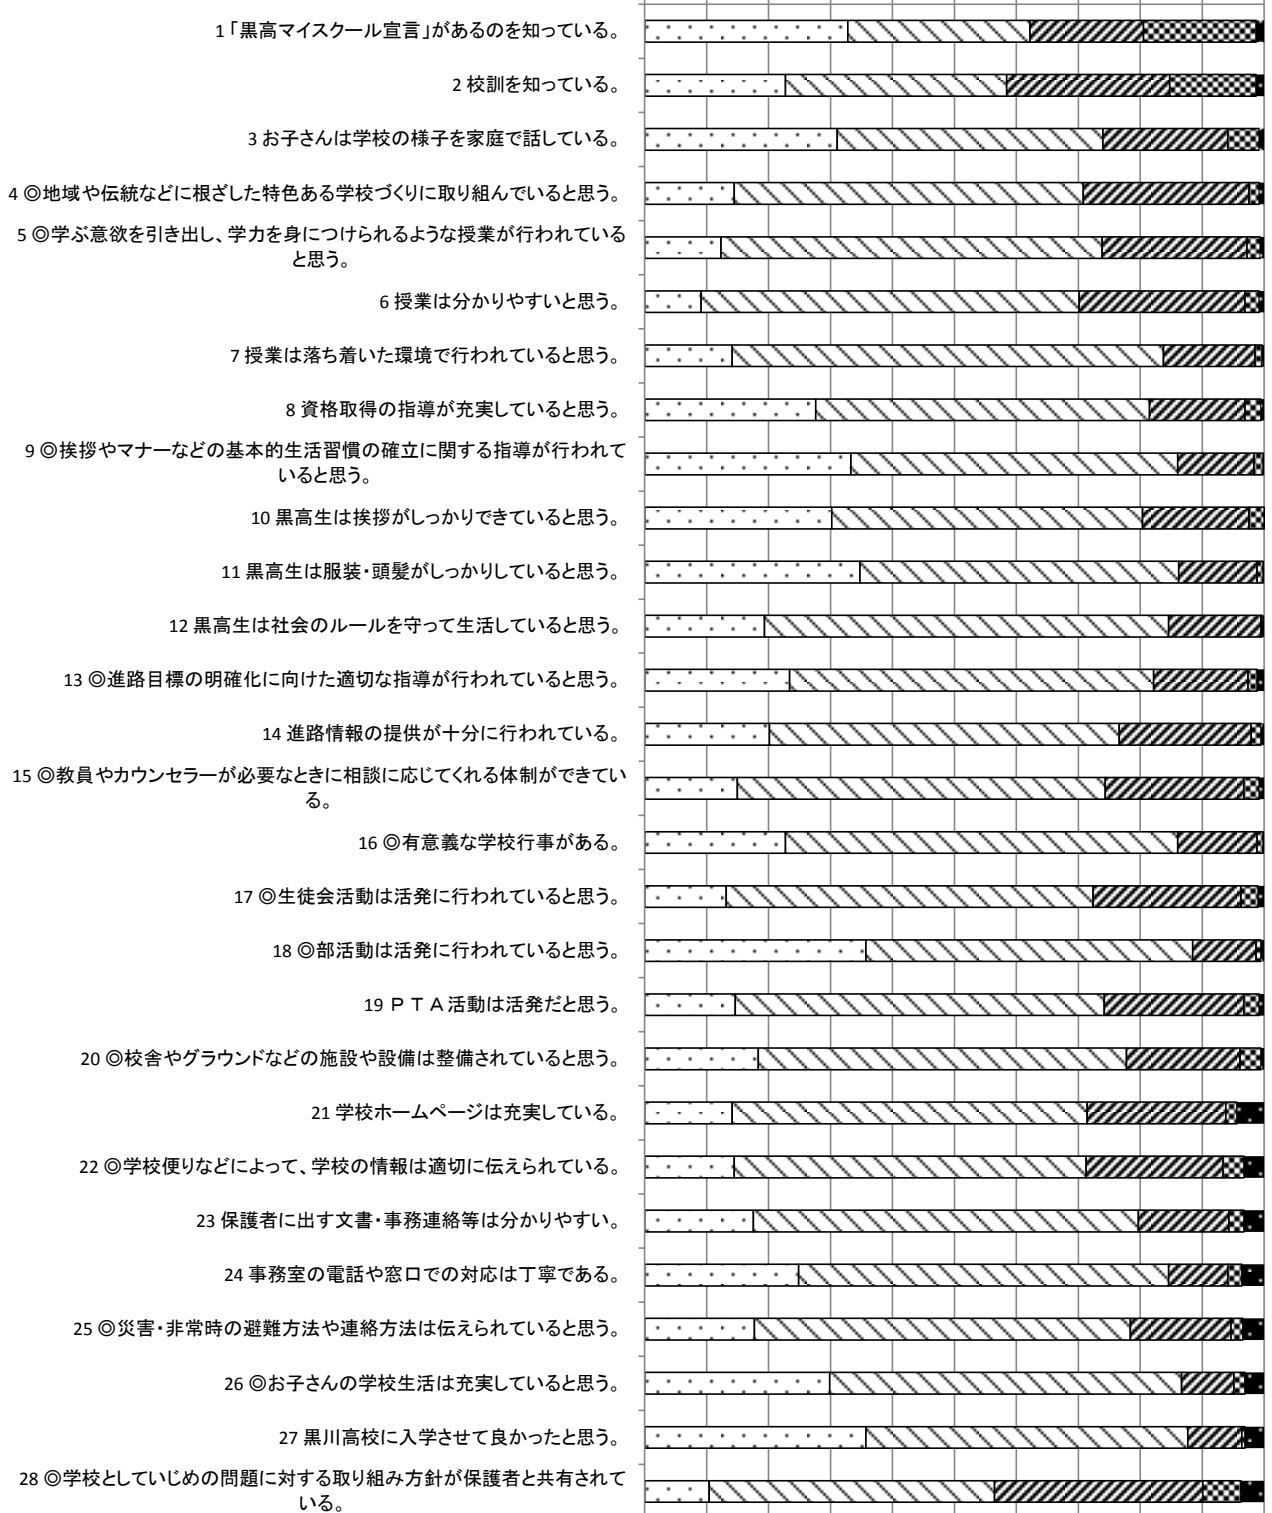 1「黒高マイスクール宣言」があるのを知っている。
2 校訓を知っている。
3 お子さんは学校の様子を家庭で話している。
4 ◎地域や伝統などに根ざした特色ある学校づくりに取り組んでいると思う。
5 ◎学ぶ意欲を引き出し、学力を身につけられるような授業が行われている
と思う。
6 授業は分かりやすいと思う。
7 授業は落ち着いた環境で行われていると思う。
8 資格取得の指導が充実していると思う。
9 ◎挨拶やマナーなどの基本的生活習慣の確立に関する指導が行われて
いると思う。
10 黒高生は挨拶がしっかりできていると思う。
11 黒高生は服装・頭髪がしっかりしていると思う。
12 黒高生は社会のルールを守って生活していると思う。
13 ◎進路目標の明確化に向けた適切な指導が行われていると思う。
14 進路情報の提供が十分に行われている。
15 ◎教員やカウンセラーが必要なときに相談に応じてくれる体制ができてい
る。
16 ◎有意義な学校行事がある。
17 ◎生徒会活動は活発に行われていると思う。
18 ◎部活動は活発に行われていると思う。
19 ＰＴＡ活動は活発だと思う。
20 ◎校舎やグラウンドなどの施設や設備は整備されていると思う。
21 学校ホームページは充実している。
22 ◎学校便りなどによって、学校の情報は適切に伝えられている。
23 保護者に出す文書・事務連絡等は分かりやすい。
24 事務室の電話や窓口での対応は丁寧である。
25 ◎災害・非常時の避難方法や連絡方法は伝えられていると思う。
26 ◎お子さんの学校生活は充実していると思う。
27 黒川高校に入学させて良かったと思う。
28 ◎学校としていじめの問題に対する取り組み方針が保護者と共有されて
いる。